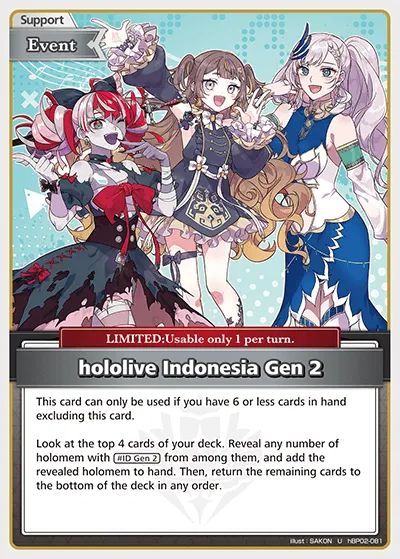 Support
Event
LIMITED:Usable only 1 per turn.
hololive Indonesia Gen 2
This card can only be used if you have 6 or less cards in hand
excluding this card.
Look at the top 4 cards of your deck. Reveal any number of
holomem with #ID Gen 2 from among them, and add the
revealed holomem to hand. Then, return the remaining cards to
the bottom of the deck in any order.
illust : SAKON U hBP02-081